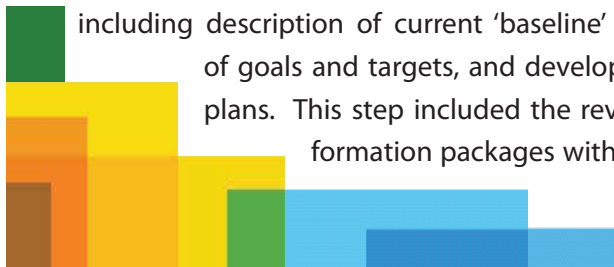 including description of current ‘baseline’
of goals and targets, and develop
plans. This step included the rev
formation packages with